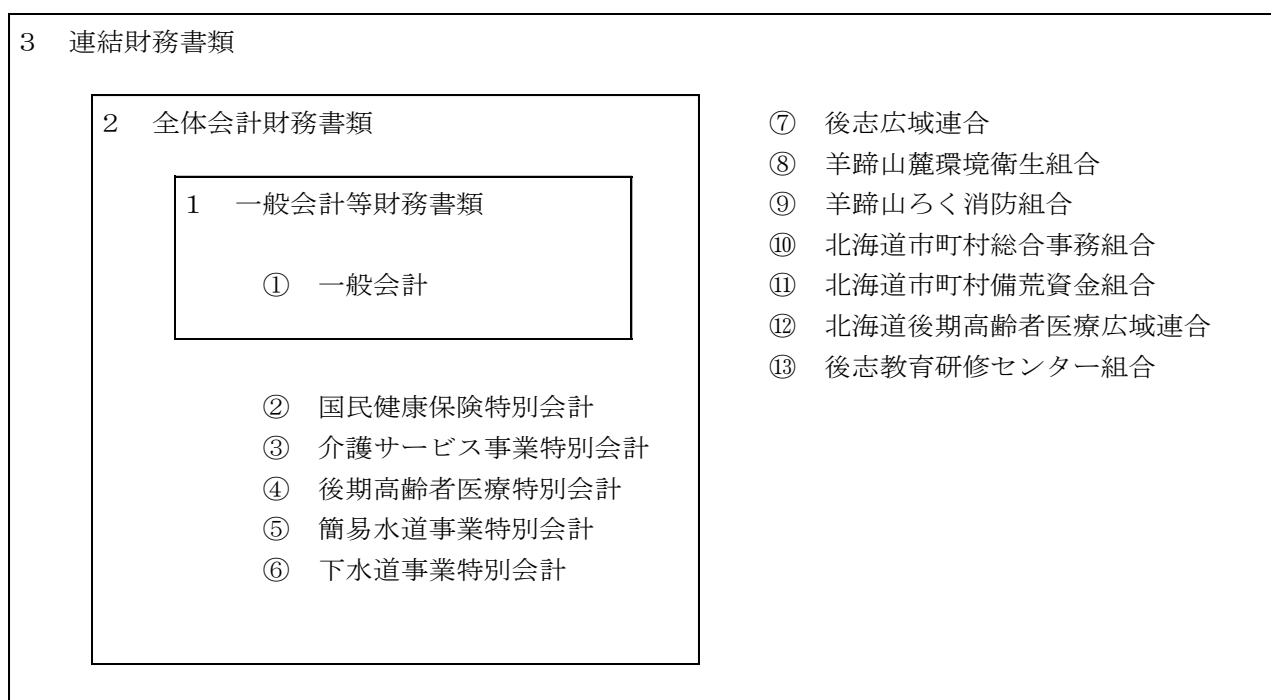 ３　連結財務書類
２　全体会計財務書類
１　一般会計等財務書類
①　一般会計
②　国民健康保険特別会計
③　介護サービス事業特別会計
④　後期高齢者医療特別会計
⑤　簡易水道事業特別会計
⑥　下水道事業特別会計
⑦　後志広域連合
⑧　羊蹄山麓環境衛生組合
⑨　羊蹄山ろく消防組合
⑩　北海道市町村総合事務組合
⑪　北海道市町村備荒資金組合
⑫　北海道後期高齢者医療広域連合
⑬　後志教育研修センター組合